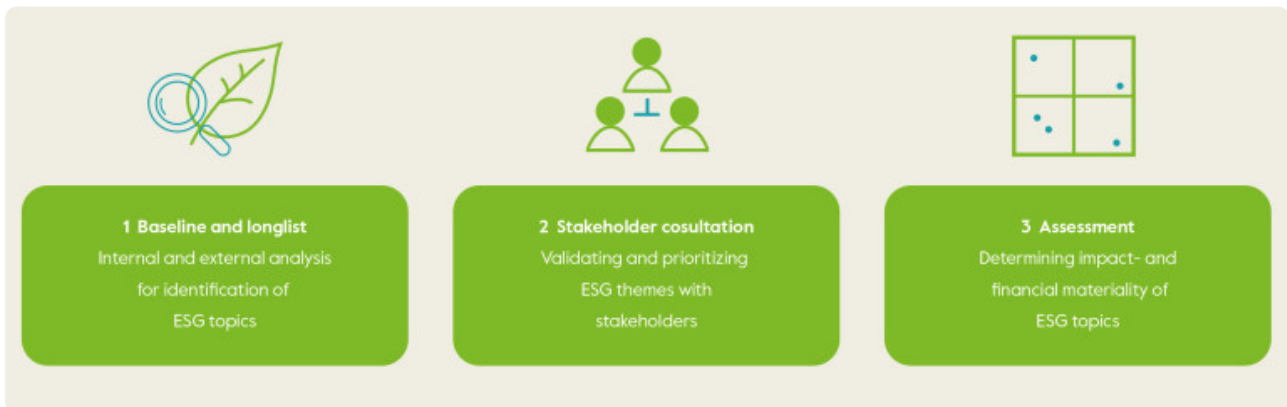 1 Baseline and longlist
Internal and external analysis
for identification of
ESG topics
2 Stakeholder cosultation
Validating and prioritizing
ESG themes with
stakeholders
3 Assessment
Determining impact- and
financial materiality of
ESG topics